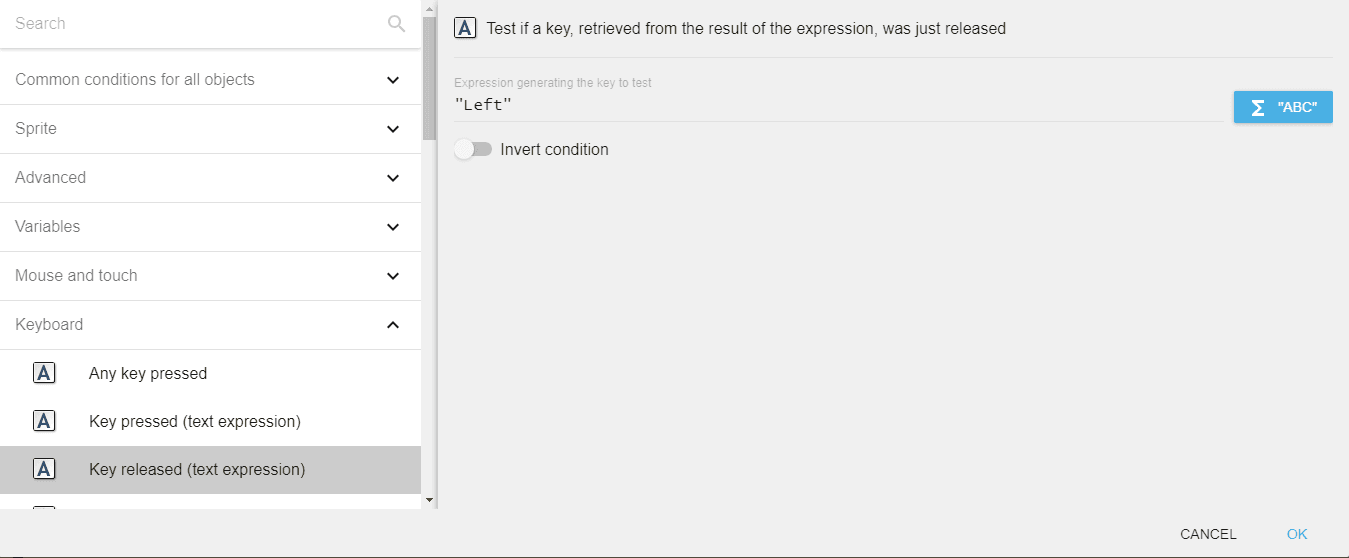 Search
Common conditions for all objects
Sprite
Advanced
Variables
Mouse and touch
Keyboard
A Any key pressed
A Key pressed (text expression)
A Key released (text expression)
A Test if a key, retrieved from the result of the expression, was just released
Expression generating the key to test
"Left"
Σ "ABC"
Invert condition
CANCEL OK